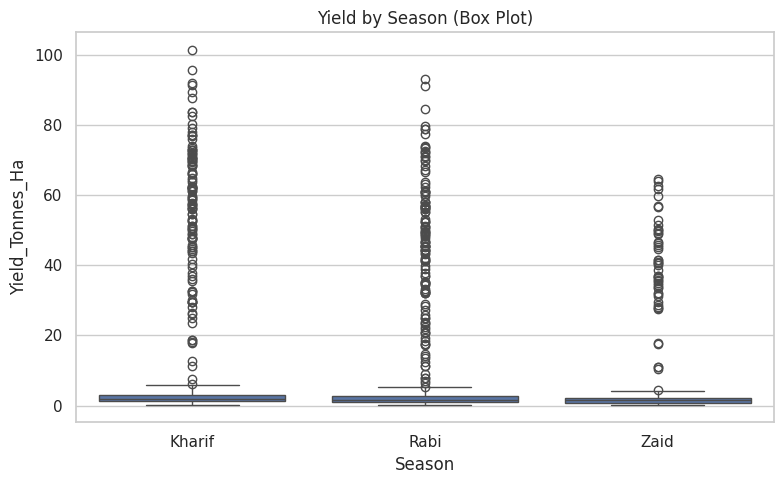 Yield by Season (Box Plot)
Yield_Tonnes_Ha
100
80
60
40
20
0
Kharif Rabi Zaid
Season